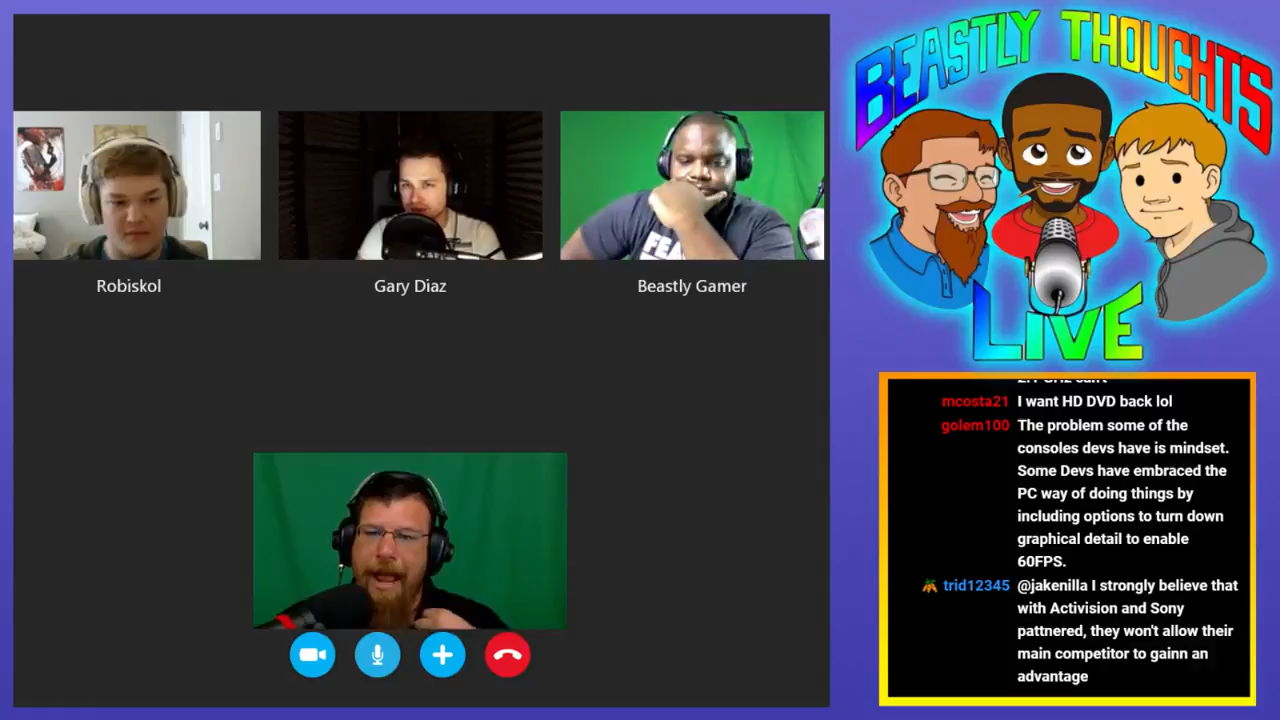 BEASTLY THOUGHTS
LIVE
Robiskol
Gary Diaz
Beastly Gamer
mcosta21 I want HD DVD back lol
golem100 The problem some of the
consoles devs have is mindset.
Some Devs have embraced the
PC way of doing things by
including options to turn down
graphical detail to enable
60FPS.
trid12345 @jakenilla I strongly believe that
with Activision and Sony
pattnered, they won't allow their
main competitor to gainn an
advantage